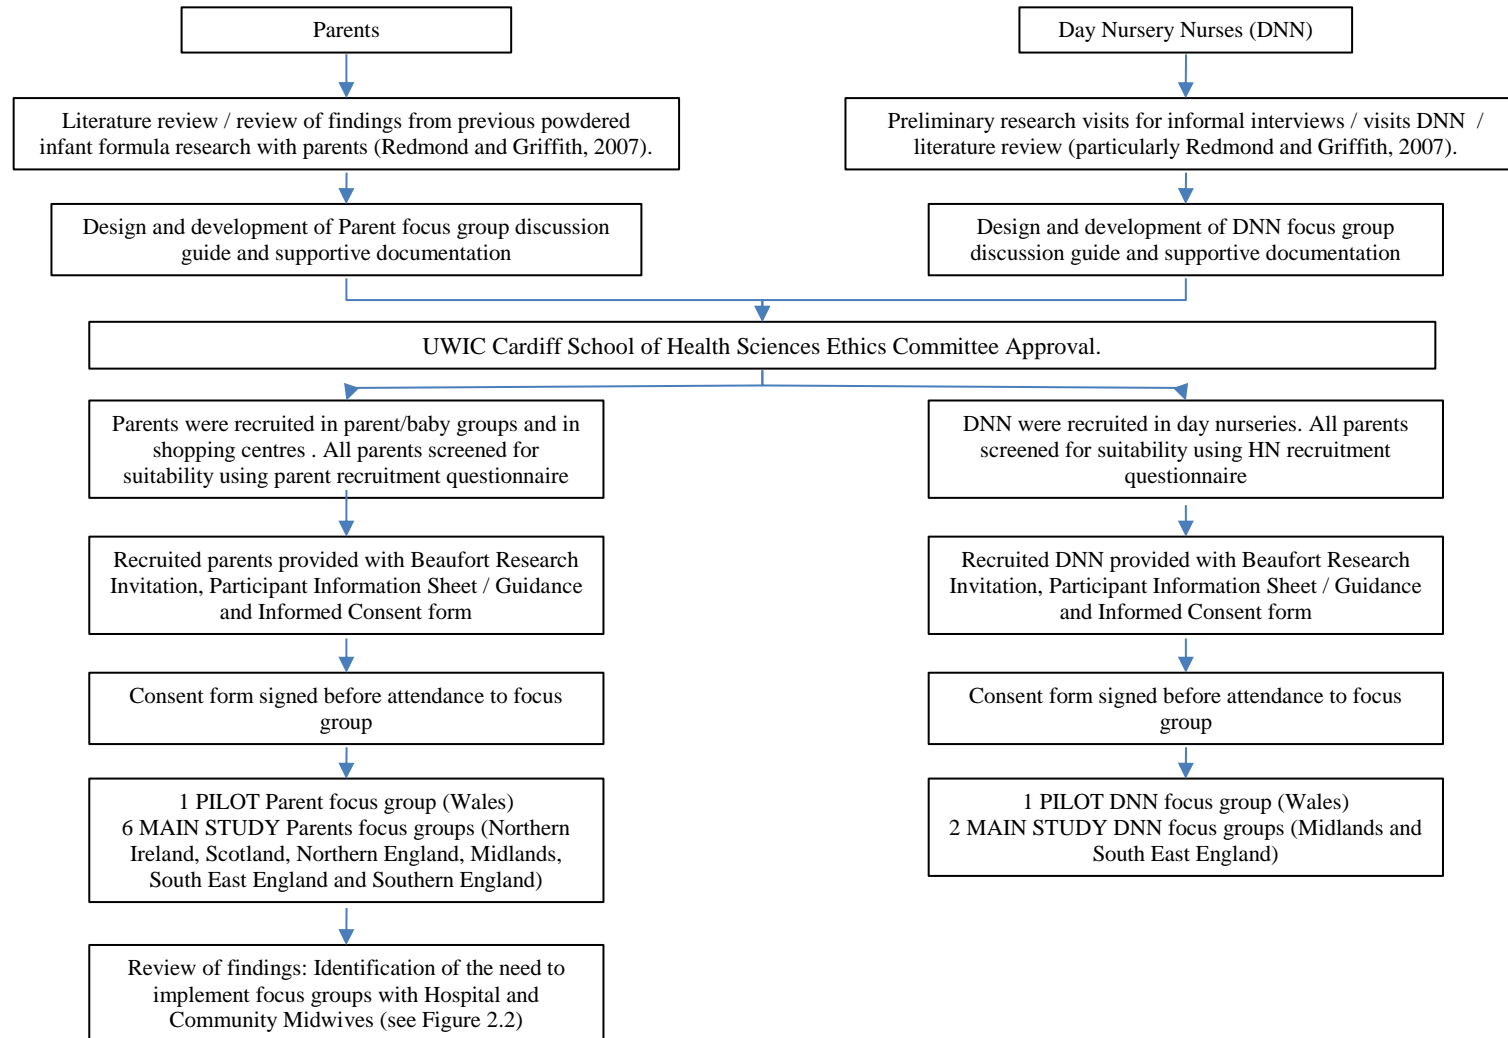 Parents
Day Nursery Nurses (DNN)
Literature review / review of findings from previous powdered
infant formula research with parents (Redmond and Griffith, 2007).
Preliminary research visits for informal interviews / visits DNN /
literature review (particularly Redmond and Griffith, 2007).
Design and development of Parent focus group discussion
guide and supportive documentation
Design and development of DNN focus group
discussion guide and supportive documentation
UWIC Cardiff School of Health Sciences Ethics Committee Approval.
Parents were recruited in parent/baby groups and in
shopping centres . All parents screened for
suitability using parent recruitment questionnaire
DNN were recruited in day nurseries. All parents
screened for suitability using HN recruitment
questionnaire
Recruited parents provided with Beaufort Research
Invitation, Participant Information Sheet / Guidance
and Informed Consent form
Recruited DNN provided with Beaufort Research
Invitation, Participant Information Sheet / Guidance
and Informed Consent form
Consent form signed before attendance to focus
group
Consent form signed before attendance to focus
group
1 PILOT Parent focus group (Wales)
6 MAIN STUDY Parents focus groups (Northern
Ireland, Scotland, Northern England, Midlands,
South East England and Southern England)
1 PILOT DNN focus group (Wales)
2 MAIN STUDY DNN focus groups (Midlands and
South East England)
Review of findings: Identification of the need to
implement focus groups with Hospital and
Community Midwives (see Figure 2.2)